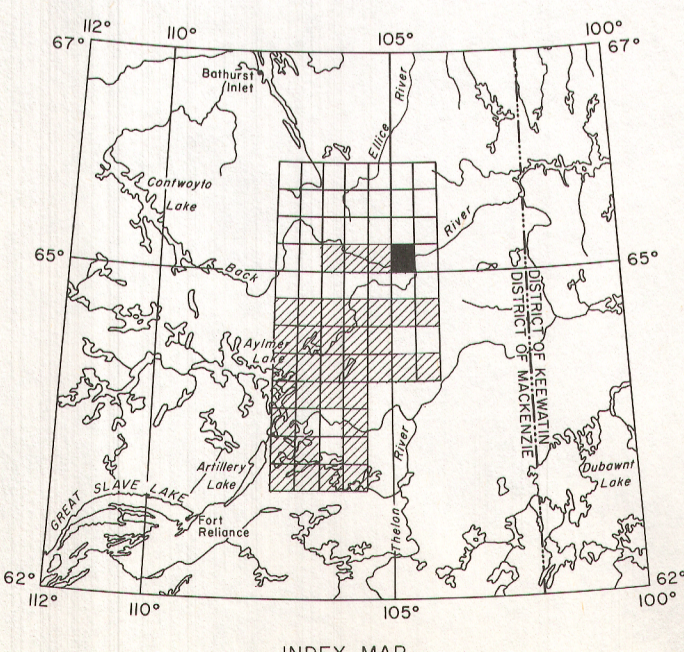 112°
110°
105°
100°
67°
67°
Bathurst
Inlet
River
Ellice
Contwoyto
Lake
River
65°
65°
Back
DISTRICT OF KEEWATIN
DISTRICT OF MACKENZIE
Aylmer
Lake
River
Artillery
Lake
Dubawnt
Lake
GREAT SLAVE LAKE
Fort
Reliance
Thelon
62°
62°
112°
110°
105°
100°
INDEX MAP